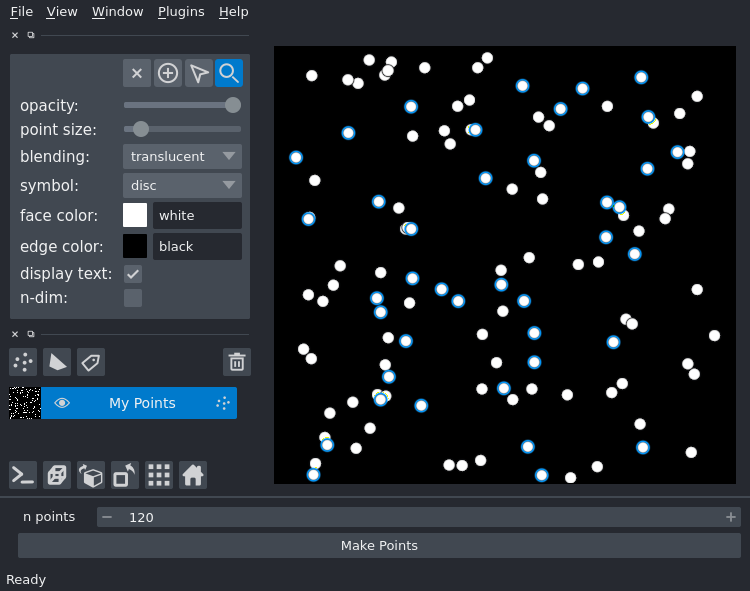 File View Window Plugins Help
opacity:
point size:
blending: translucent
symbol: disc
face color: white
edge color: black
display text:
n-dim:
My Points
n points 120
Make Points
Ready